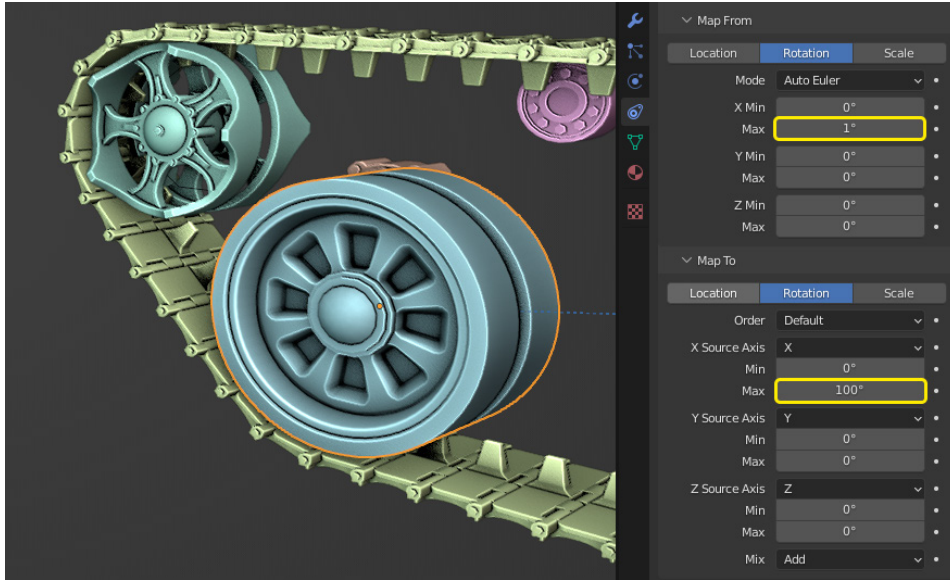 Map From
Location Rotation Scale
Mode Auto Euler
X Min 0°
Max 1°
Y Min 0°
Max 0°
Z Min 0°
Max 0°
Map To
Location Rotation Scale
Order Default
X Source Axis X
Min 0°
Max 100°
Y Source Axis Y
Min 0°
Max 0°
Z Source Axis Z
Min 0°
Max 0°
Mix Add